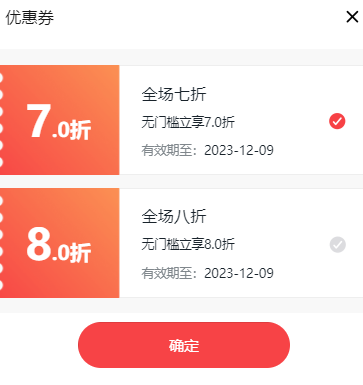 优惠券
7.0折
全场七折
无门槛立享7.0折
有效期至：2023-12-09
8.0折
全场八折
无门槛立享8.0折
有效期至：2023-12-09
确定